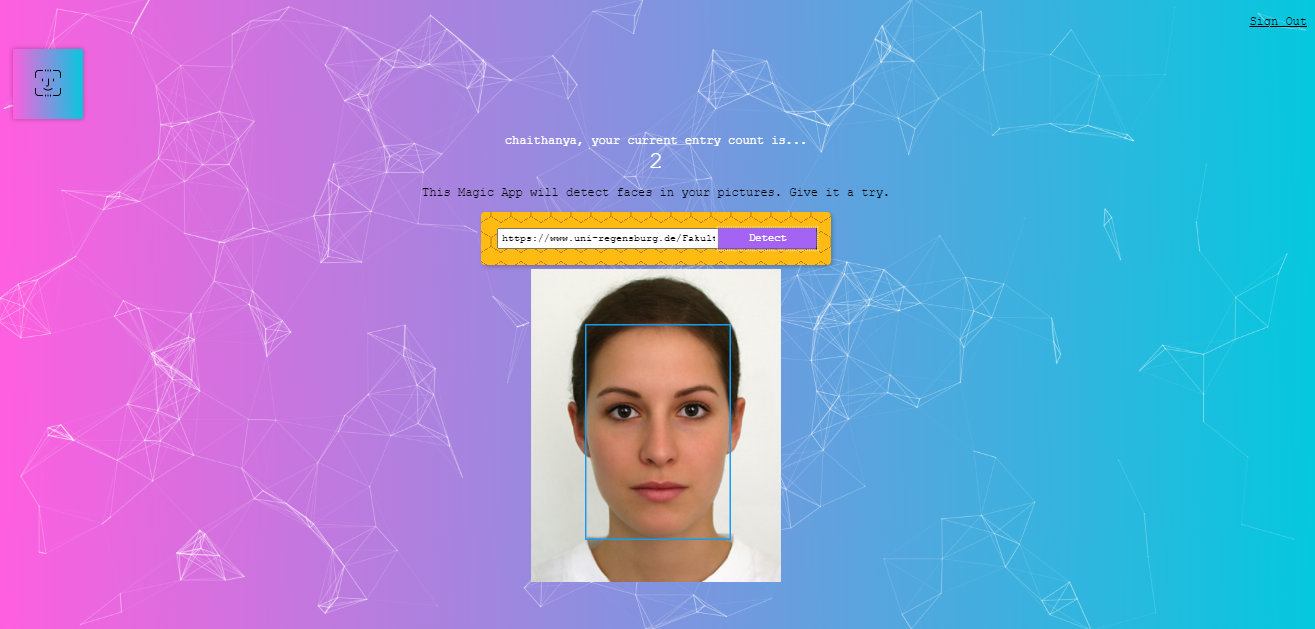 Sign Out
chaithanya, your current entry count is...
2
This Magic App will detect faces in your pictures. Give it a try.
https://www.uni-regensburg.de/Fakult
Detect